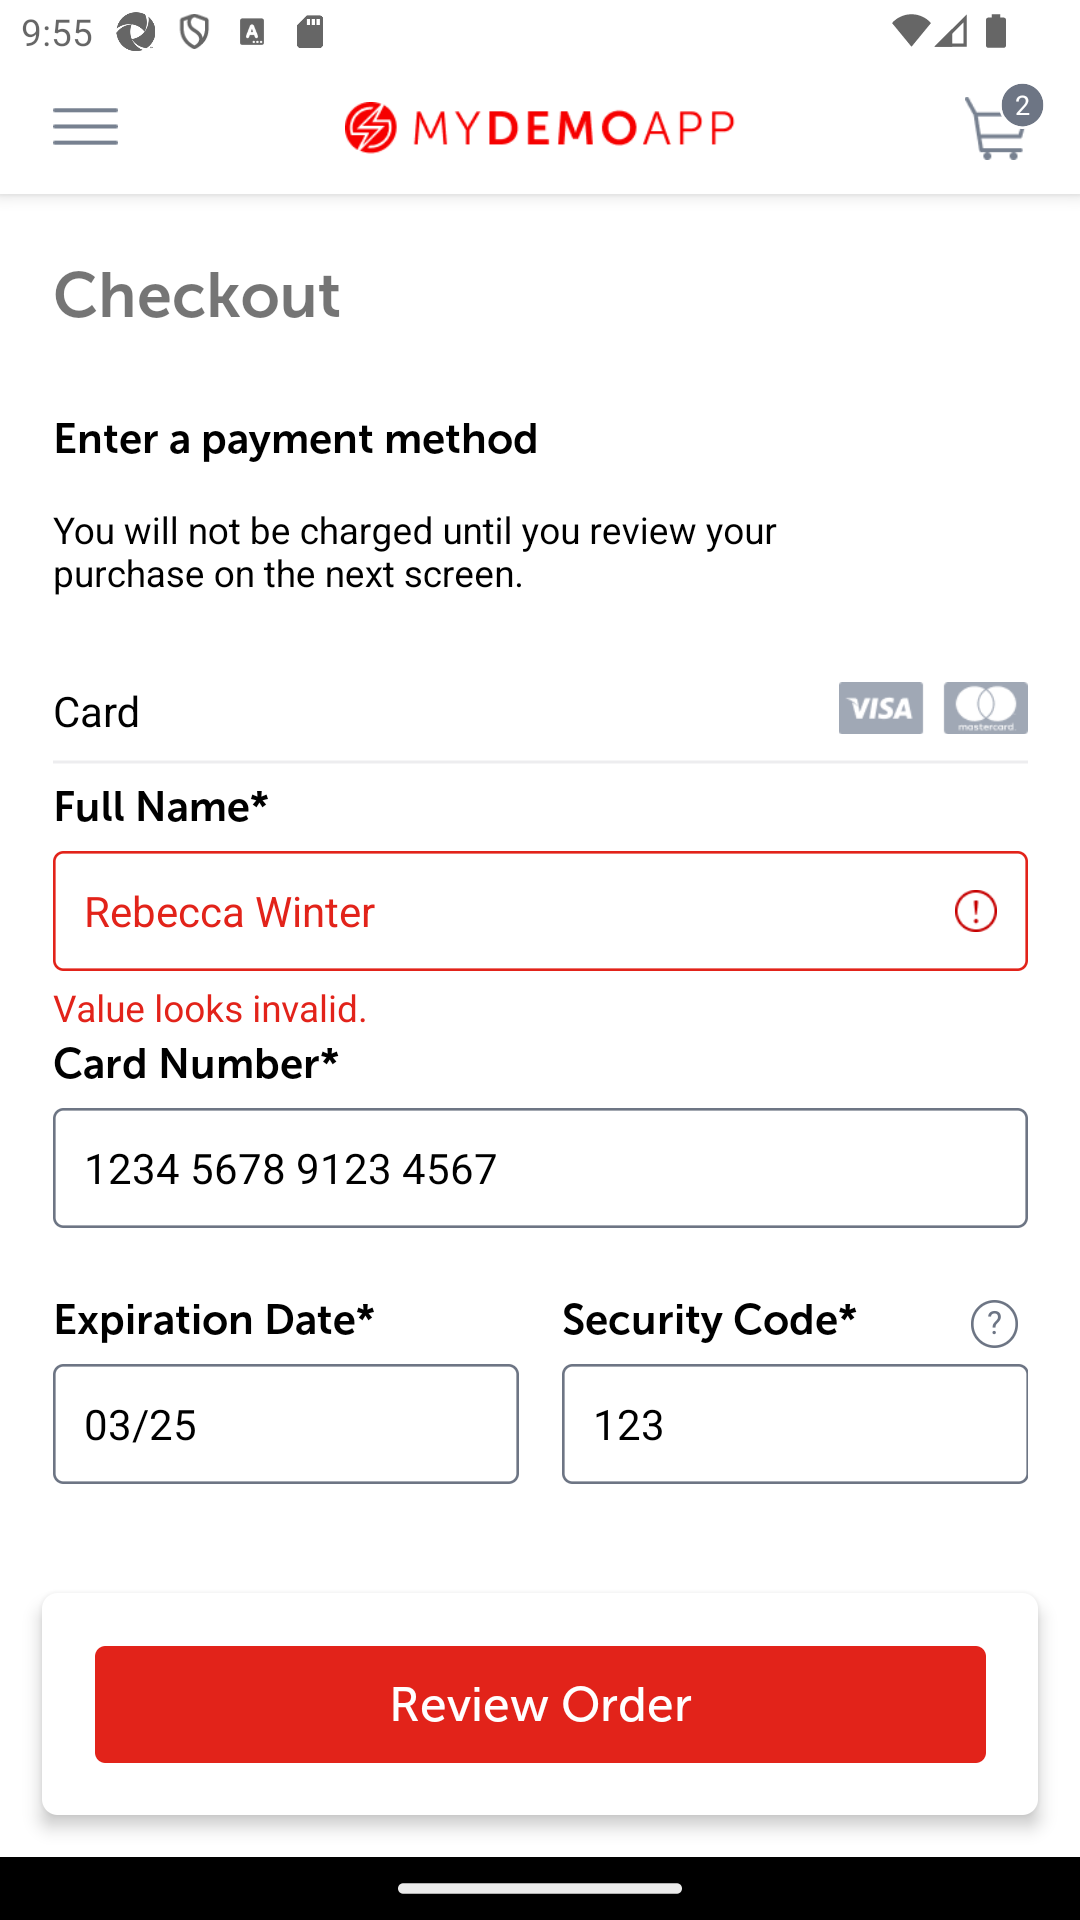 9:55
2
MYDEMOAPP
Checkout
Enter a payment method
You will not be charged until you review your
purchase on the next screen.
Card
VISA
mastercard.
Full Name*
Rebecca Winter
!
Value looks invalid.
Card Number*
1234 5678 9123 4567
Expiration Date*
Security Code*
?
03/25
123
Review Order